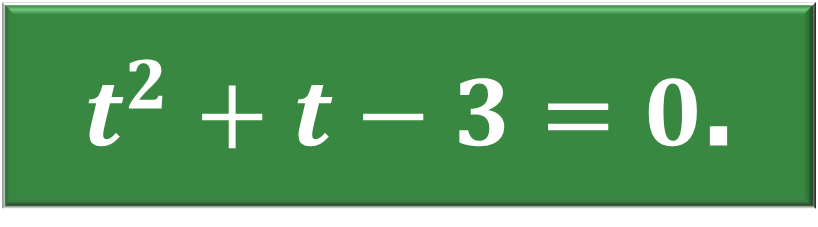 t² + t − 3 = 0.